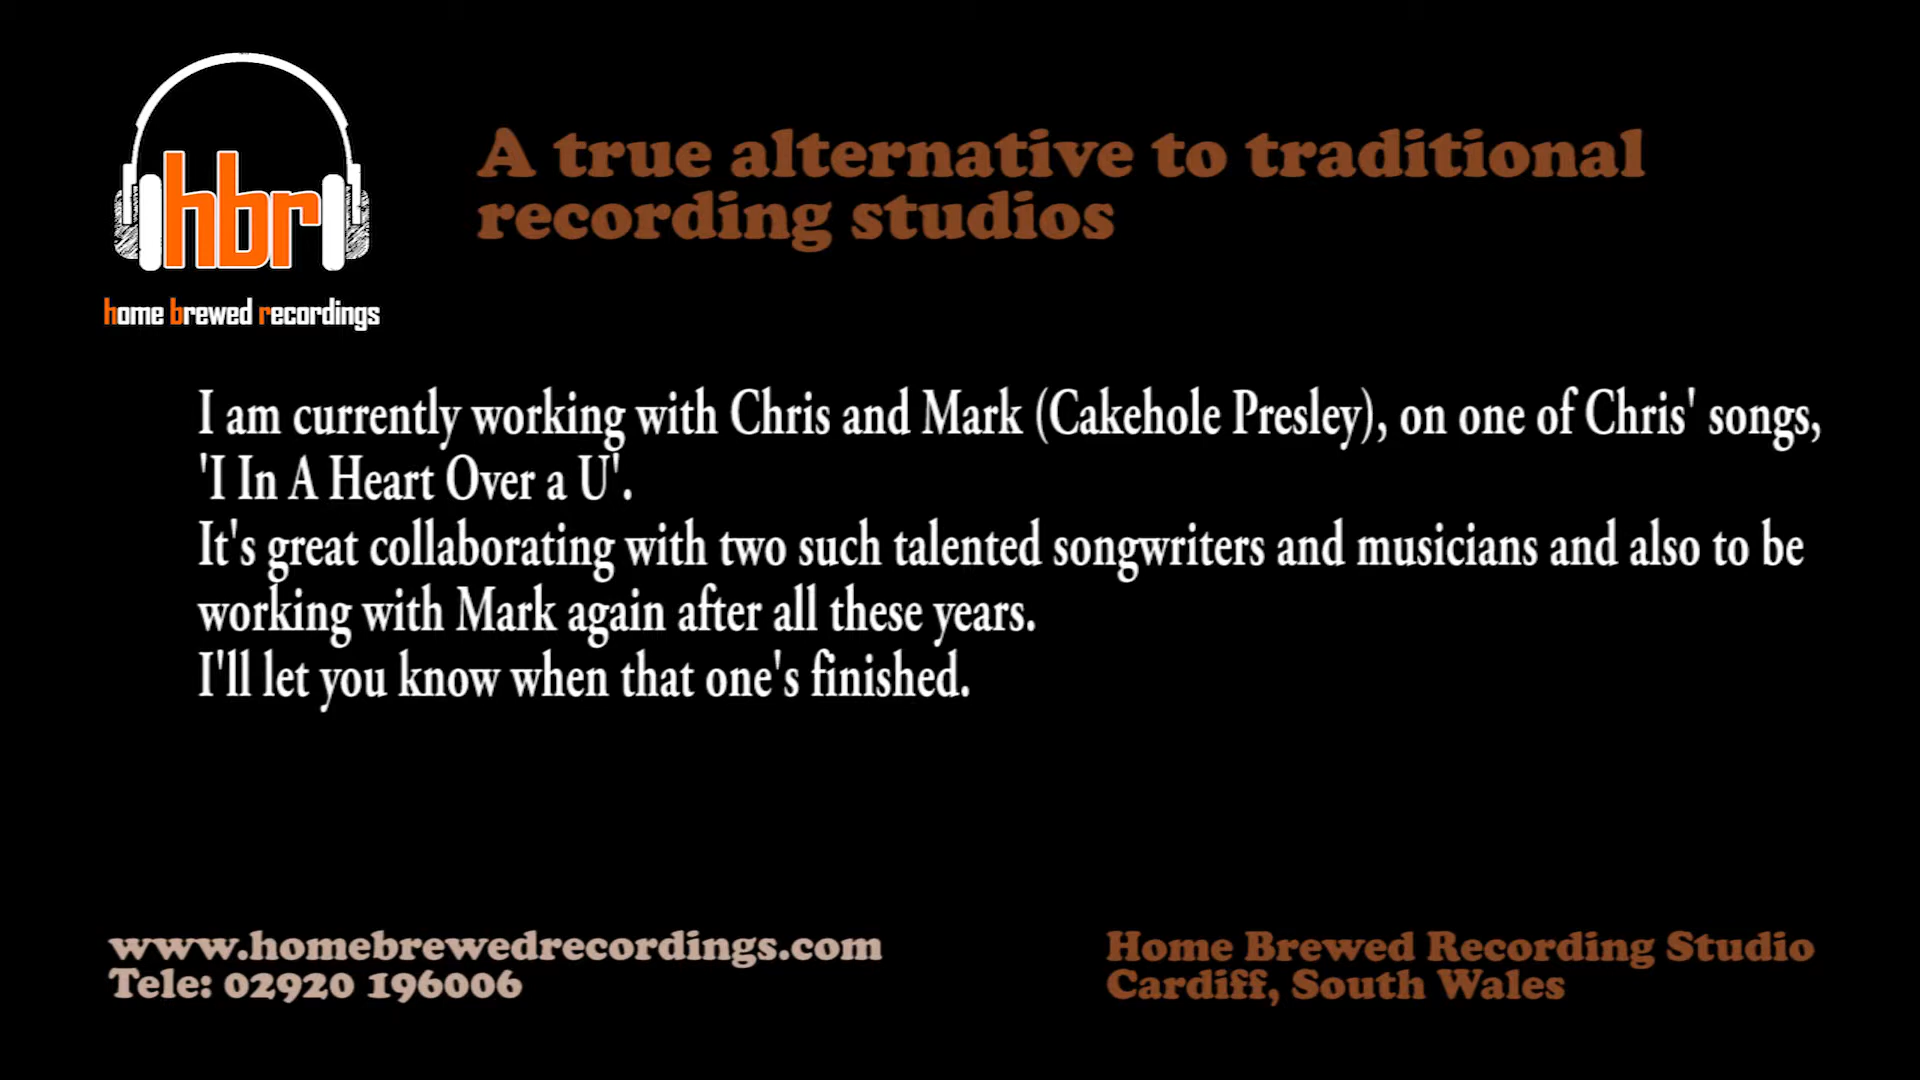 hbr
home brewed recordings
A true alternative to traditional
recording studios
I am currently working with Chris and Mark (Cakehole Presley), on one of Chris' songs,
'I In A Heart Over a U'.
It's great collaborating with two such talented songwriters and musicians and also to be
working with Mark again after all these years.
I'll let you know when that one's finished.
www.homebrewedrecordings.com
Tele: 02920 196006
Home Brewed Recording Studio
Cardiff, South Wales